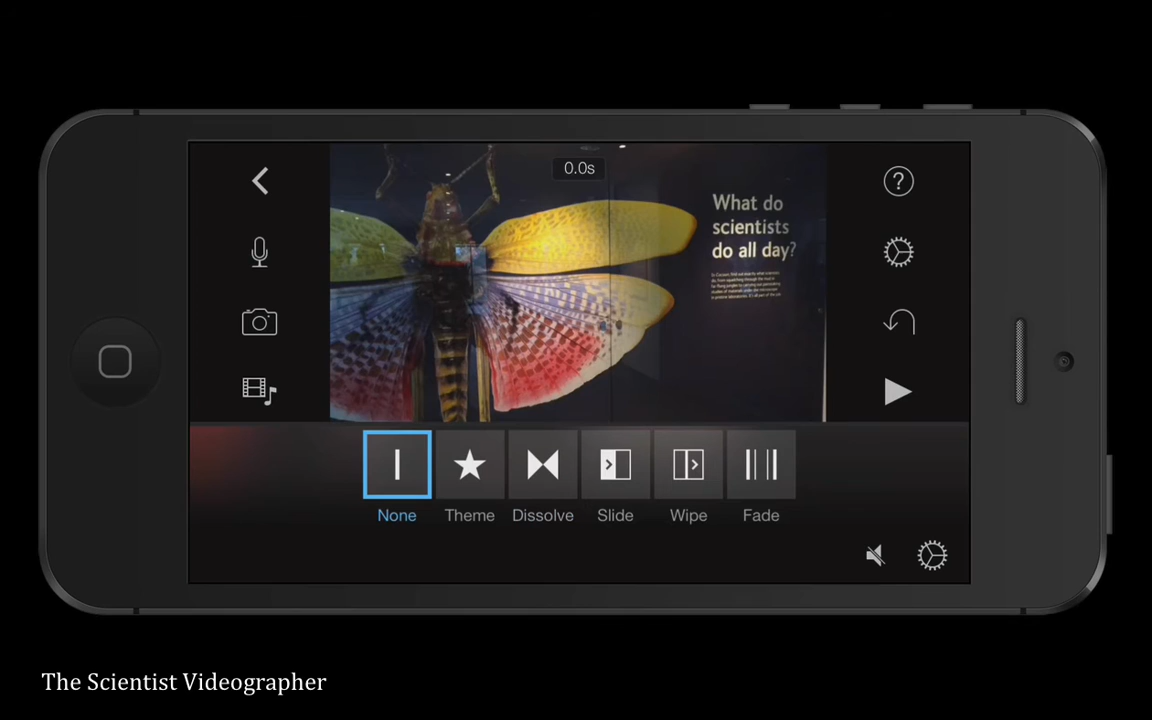 0.0s
?
What do
scientists
do all day?
None
Theme
Dissolve
Slide
Wipe
Fade
The Scientist Videographer